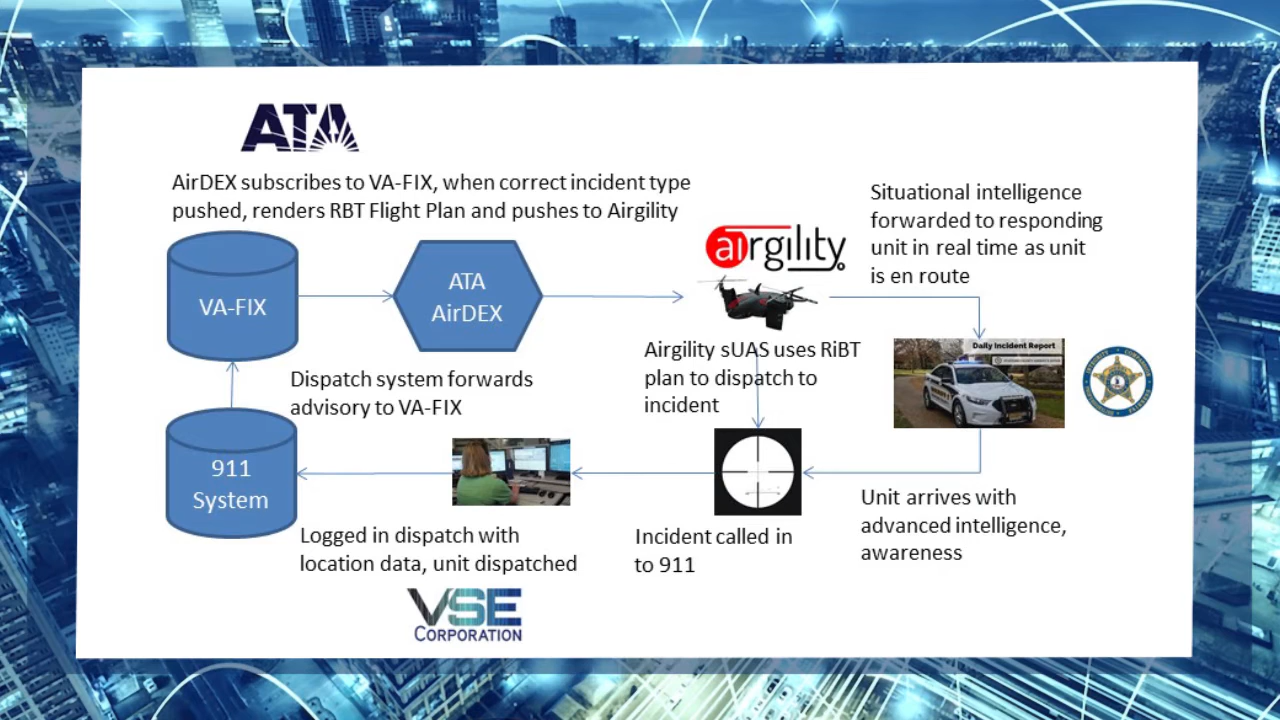 ATA
AirDEX subscribes to VA-FIX, when correct incident type
pushed, renders RBT Flight Plan and pushes to Airgility
Situational intelligence
forwarded to responding
unit in real time as unit
is en route
airgility
VA-FIX
ATA
AirDEX
Airgility sUAS uses RiBT
plan to dispatch to
incident
Daily Incident Report
Dispatch system forwards
advisory to VA-FIX
911
System
Unit arrives with
advanced intelligence,
awareness
Logged in dispatch with
location data, unit dispatched
Incident called in
to 911
VSE
CORPORATION